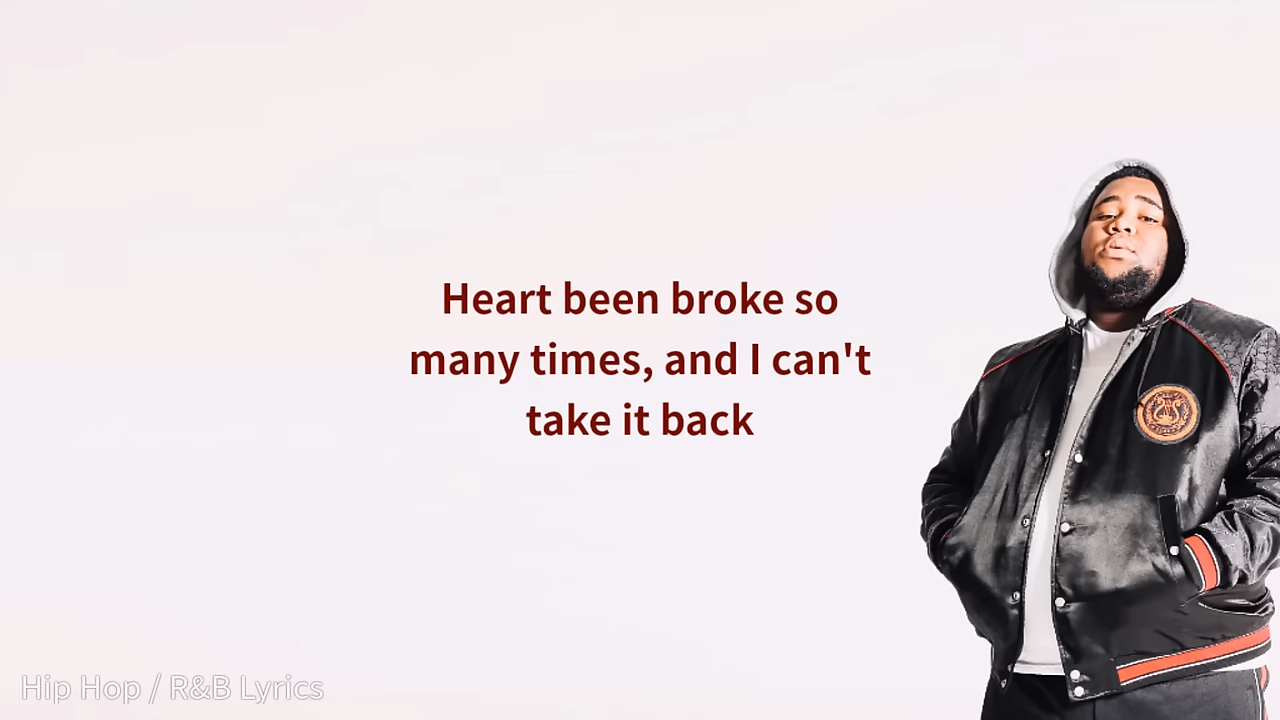 Heart been broke so
many times, and I can't
take it back
Hip Hop / R&B Lyrics